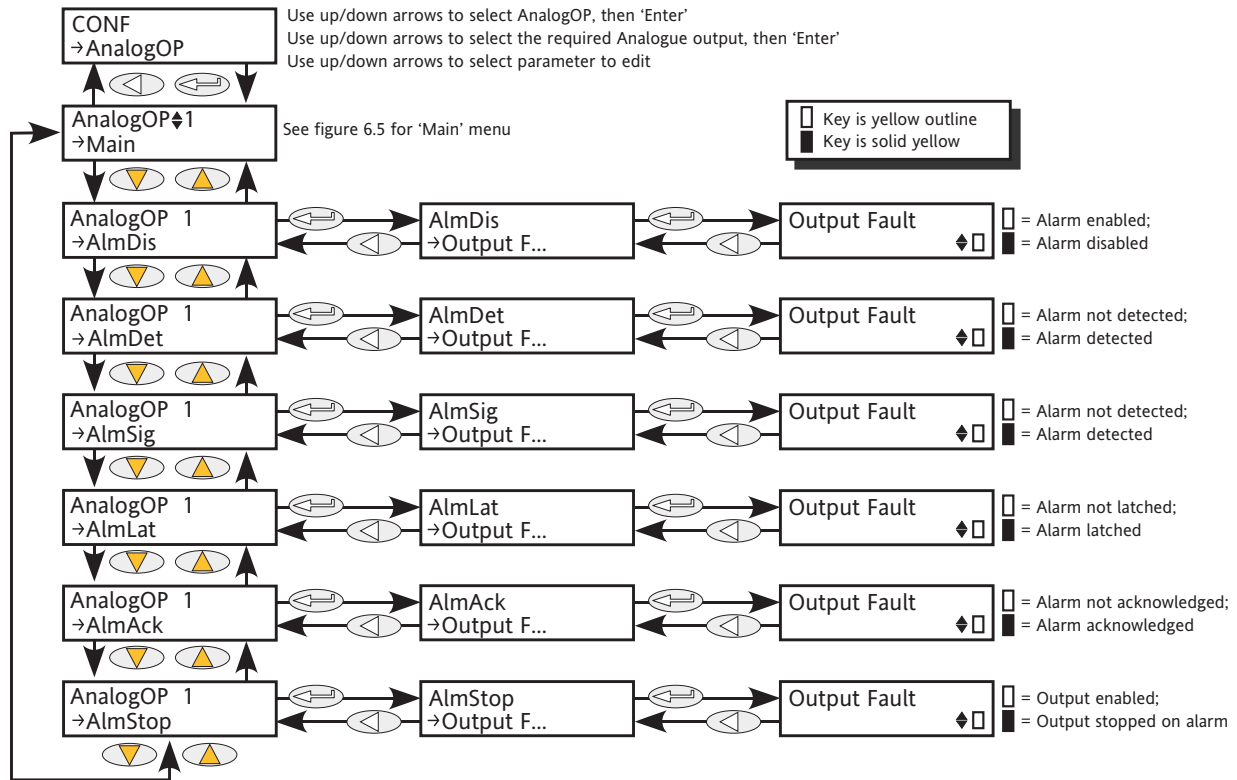 CONF
→AnalogOP
Use up/down arrows to select AnalogOP, then ‘Enter’
Use up/down arrows to select the required Analogue output, then ‘Enter’
Use up/down arrows to select parameter to edit
AnalogOP 1
→Main
See figure 6.5 for ‘Main’ menu
Key is yellow outline
Key is solid yellow
AnalogOP 1
→AlmDis
AlmDis
→Output F...
Output Fault
= Alarm enabled;
= Alarm disabled
AnalogOP 1
→AlmDet
AlmDet
→Output F...
Output Fault
= Alarm not detected;
= Alarm detected
AnalogOP 1
→AlmSig
AlmSig
→Output F...
Output Fault
= Alarm not detected;
= Alarm detected
AnalogOP 1
→AlmLat
AlmLat
→Output F...
Output Fault
= Alarm not latched;
= Alarm latched
AnalogOP 1
→AlmAck
AlmAck
→Output F...
Output Fault
= Alarm not acknowledged;
= Alarm acknowledged
AnalogOP 1
→AlmStop
AlmStop
→Output F...
Output Fault
= Output enabled;
= Output stopped on alarm